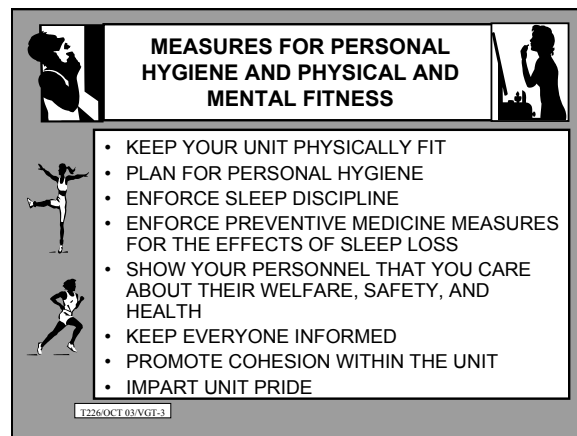 MEASURES FOR PERSONAL
HYGIENE AND PHYSICAL AND
MENTAL FITNESS
• KEEP YOUR UNIT PHYSICALLY FIT
• PLAN FOR PERSONAL HYGIENE
• ENFORCE SLEEP DISCIPLINE
• ENFORCE PREVENTIVE MEDICINE MEASURES
FOR THE EFFECTS OF SLEEP LOSS
• SHOW YOUR PERSONNEL THAT YOU CARE
ABOUT THEIR WELFARE, SAFETY, AND
HEALTH
• KEEP EVERYONE INFORMED
• PROMOTE COHESION WITHIN THE UNIT
• IMPART UNIT PRIDE
T226/OCT 03/VGT-3